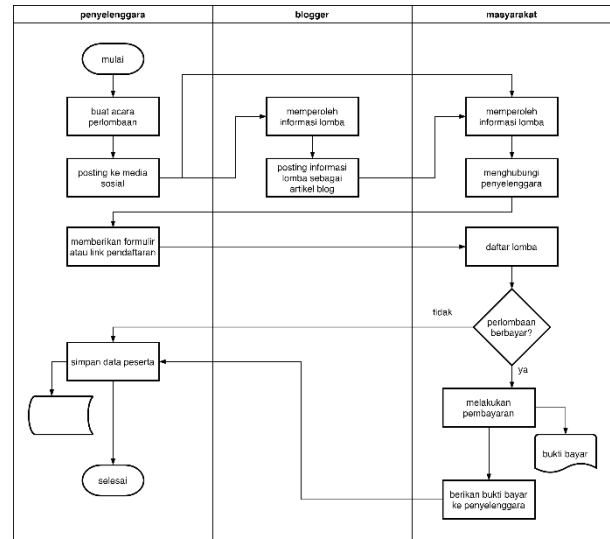 penyelenggara
blogger
masyarakat
mulai
buat acara
perlombaan
memperoleh
informasi lomba
memperoleh
informasi lomba
posting ke media
sosial
posting informasi
lomba sebagai
artikel blog
menghubungi
penyelenggara
memberikan formulir
atau link pendaftaran
daftar lomba
tidak
perlombaan
berbayar?
simpan data peserta
ya
melakukan
pembayaran
bukti bayar
selesai
berikan bukti bayar
ke penyelenggara